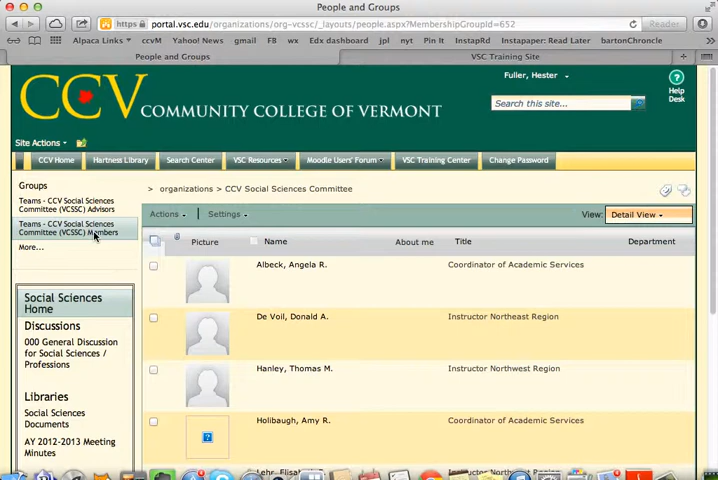 People and Groups
https portal.vsc.edu/organizations/org-vcssc/_layouts/people.aspx?MembershipGroupId=652 Reader
Alpaca Links ccvM Yahoo! News gmail FB wx Edx dashboard jpl nyt Pin It InstapRd Instapaper: Read Later bartonChroncle
People and Groups VSC Training Site +
CCV COMMUNITY COLLEGE OF VERMONT
Fuller, Hester
Search this site...
? Help Desk
Site Actions
CCV Home Hartness Library Search Center VSC Resources Moodle Users' Forum VSC Training Center Change Password
Groups
Teams - CCV Social Sciences
Committee (VCSSC) Advisors
Teams - CCV Social Sciences
Committee (VCSSC) Members
More...
> organizations > CCV Social Sciences Committee
Actions Settings View: Detail View
Picture Name About me Title Department
Albeck, Angela R. Coordinator of Academic Services
De Voil, Donald A. Instructor Northeast Region
Hanley, Thomas M. Instructor Northwest Region
Holibaugh, Amy R. Coordinator of Academic Services
Social Sciences
Home
Discussions
000 General Discussion
for Social Sciences /
Professions
Libraries
Social Sciences
Documents
AY 2012-2013 Meeting
Minutes